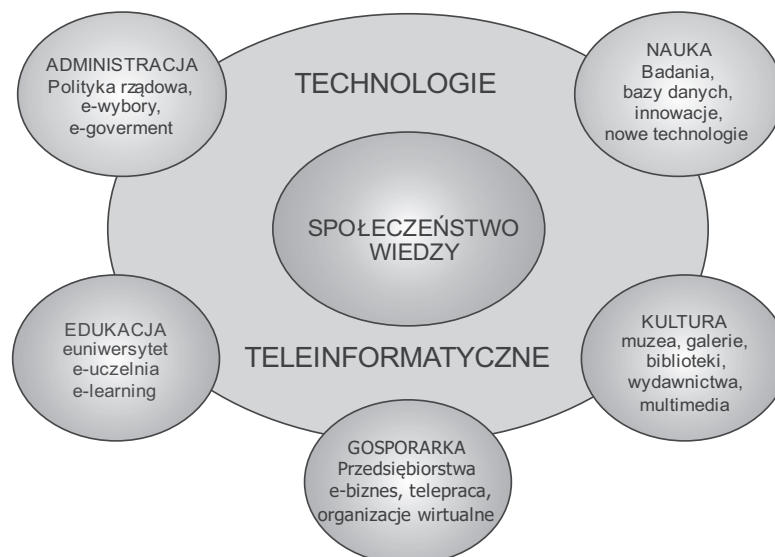 ADMINISTRACJA
Polityka rządowa,
e-wybory,
e-goverment
TECHNOLOGIE
NAUKA
Badania,
bazy danych,
innowacje,
nowe technologie
SPOŁECZEŃSTWO
WIEDZY
EDUKACJA
euniwersytet
e-uczelnia
e-learning
TELEINFORMATYCZNE
KULTURA
muzea, galerie,
biblioteki,
wydawnictwa,
multimedia
GOSPORARKA
Przedsiębiorstwa
e-biznes, telepraca,
organizacje wirtualne